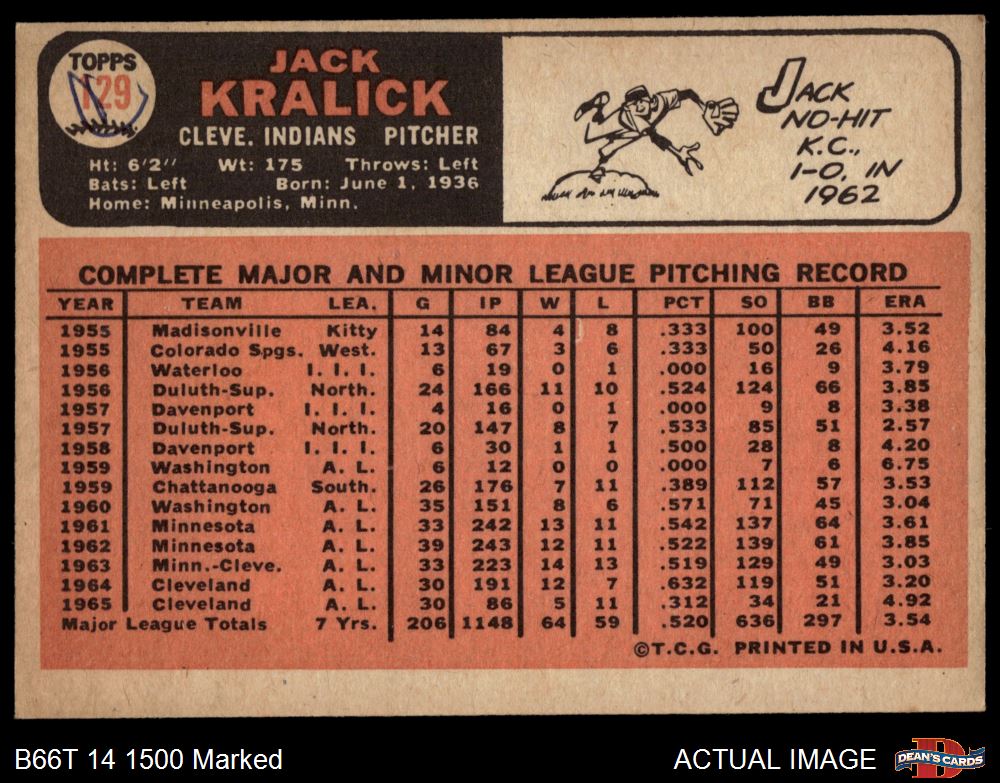 TOPPS
129
JACK
KRALICK
CLEVE. INDIANS PITCHER
Ht: 6'2" Wt: 175 Throws: Left
Bats: Left Born: June 1, 1936
Home: Minneapolis, Minn.
JACK
NO-HIT
K.C.,
1-0, IN
1962
COMPLETE MAJOR AND MINOR LEAGUE PITCHING RECORD
YEAR TEAM LEA. G IP W L PCT SO BB ERA
1955 Madisonville Kitty 14 84 4 8 .333 100 49 3.52
1955 Colorado Spgs. West. 13 67 3 6 .333 50 26 4.16
1956 Waterloo I. I. I. 6 19 0 1 .000 16 9 3.79
1956 Duluth-Sup. North. 24 166 11 10 .524 124 66 3.85
1957 Davenport I. I. I. 4 16 0 1 .000 9 8 3.38
1957 Duluth-Sup. North. 20 147 8 7 .533 85 51 2.57
1958 Davenport I. I. I. 6 30 1 1 .500 28 8 4.20
1959 Washington A. L. 6 12 0 0 .000 7 6 6.75
1959 Chattanooga South. 26 176 7 11 .389 112 57 3.53
1960 Washington A. L. 35 151 8 6 .571 71 45 3.04
1961 Minnesota A. L. 33 242 13 11 .542 137 64 3.61
1962 Minnesota A. L. 39 243 12 11 .522 139 61 3.85
1963 Minn.-Cleve. A. L. 33 223 14 13 .519 129 49 3.03
1964 Cleveland A. L. 30 191 12 7 .632 119 51 3.20
1965 Cleveland A. L. 30 86 5 11 .312 34 21 4.92
Major League Totals 7 Yrs. 206 1148 64 59 .520 636 297 3.54
©T.C.G. PRINTED IN U.S.A.
B66T 14 1500 Marked
ACTUAL IMAGE
DEAN'S CARDS